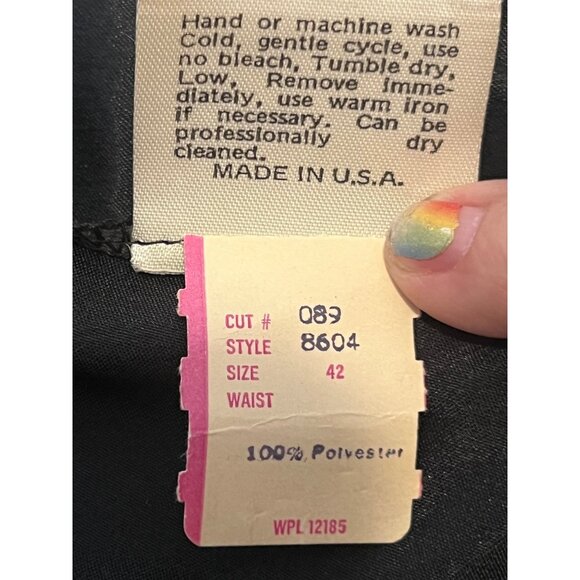 Hand or machine wash
Cold, gentle cycle, use
no bleach, Tumble dry,
Low, Remove imme-
diately, use warm iron
if necessary. Can be
professionally dry
cleaned.
MADE IN U.S.A.
CUT # 089
STYLE 8604
SIZE 42
WAIST
100% Polyester
WPL 12185